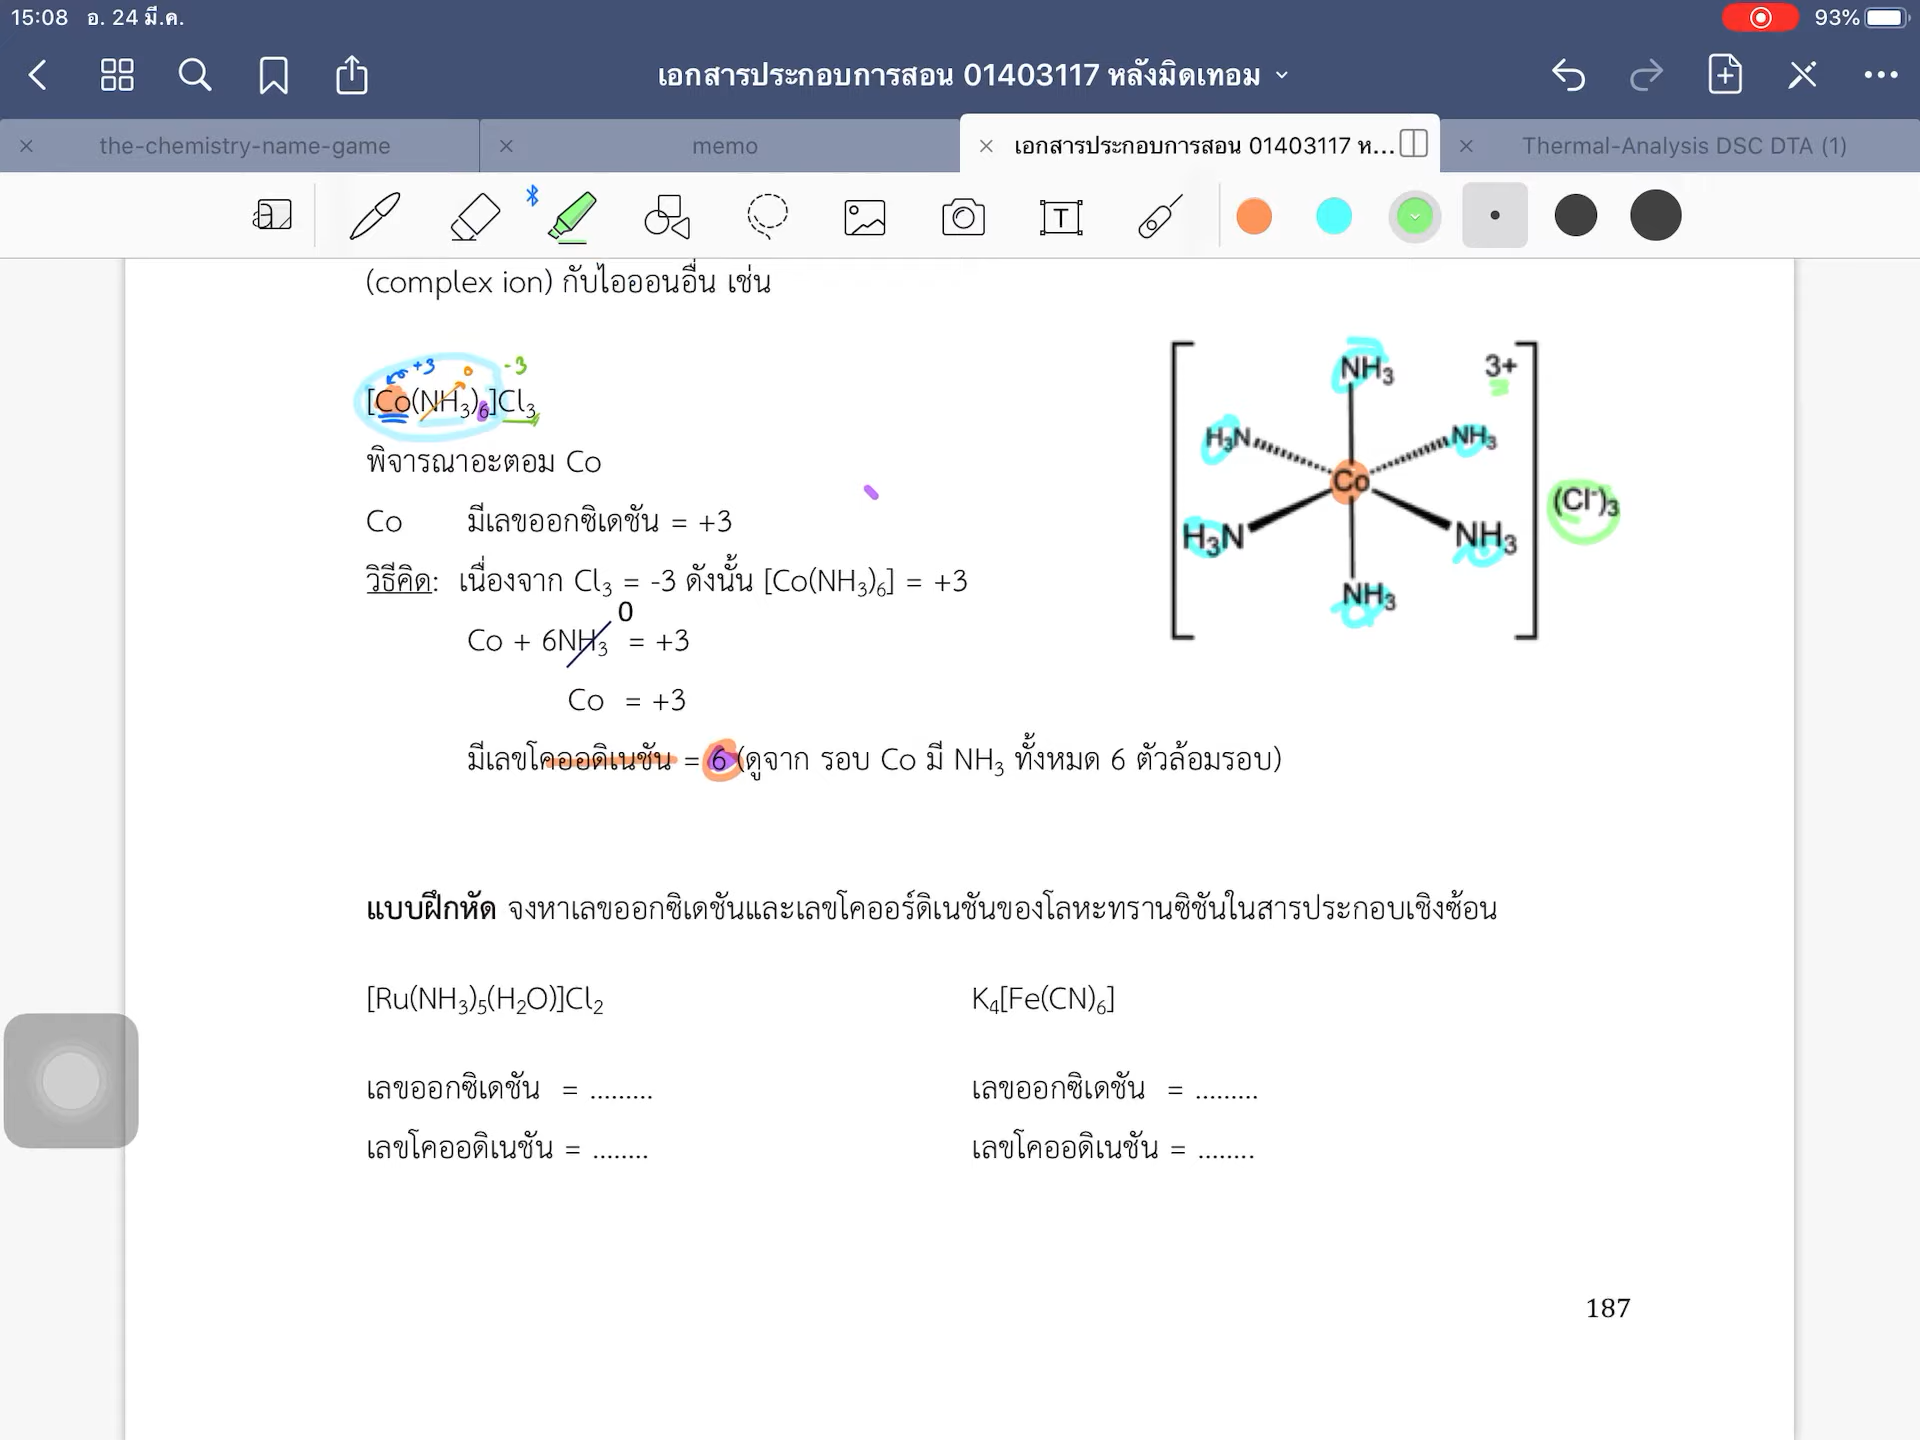 15:08 อ. 24 มี.ค.
93%
เอกสารประกอบการสอน 01403117 หลังมิดเทอม
the-chemistry-name-game
memo
เอกสารประกอบการสอน 01403117 ห...
Thermal-Analysis DSC DTA (1)
T
(complex ion) กับไอออนอื่น เช่น
+3 0 -3
[Co(NH₃)₆]Cl₃
พิจารณาอะตอม Co
Co มีเลขออกซิเดชัน = +3
วิธีคิด: เนื่องจาก Cl₃ = -3 ดังนั้น [Co(NH₃)₆] = +3
0
Co + 6NH₃ = +3
Co = +3
มีเลขโคออดิเนชัน = 6 (ดูจาก รอบ Co มี NH₃ ทั้งหมด 6 ตัวล้อมรอบ)
NH₃ 3+
H₃N NH₃
Co
(Cl⁻)₃
H₃N NH₃
NH₃
แบบฝึกหัด จงหาเลขออกซิเดชันและเลขโคออร์ดิเนชันของโลหะทรานซิชันในสารประกอบเชิงซ้อน
[Ru(NH₃)₅(H₂O)]Cl₂ K₄[Fe(CN)₆]
เลขออกซิเดชัน = ......... เลขออกซิเดชัน = .........
เลขโคออดิเนชัน = ........ เลขโคออดิเนชัน = ........
187